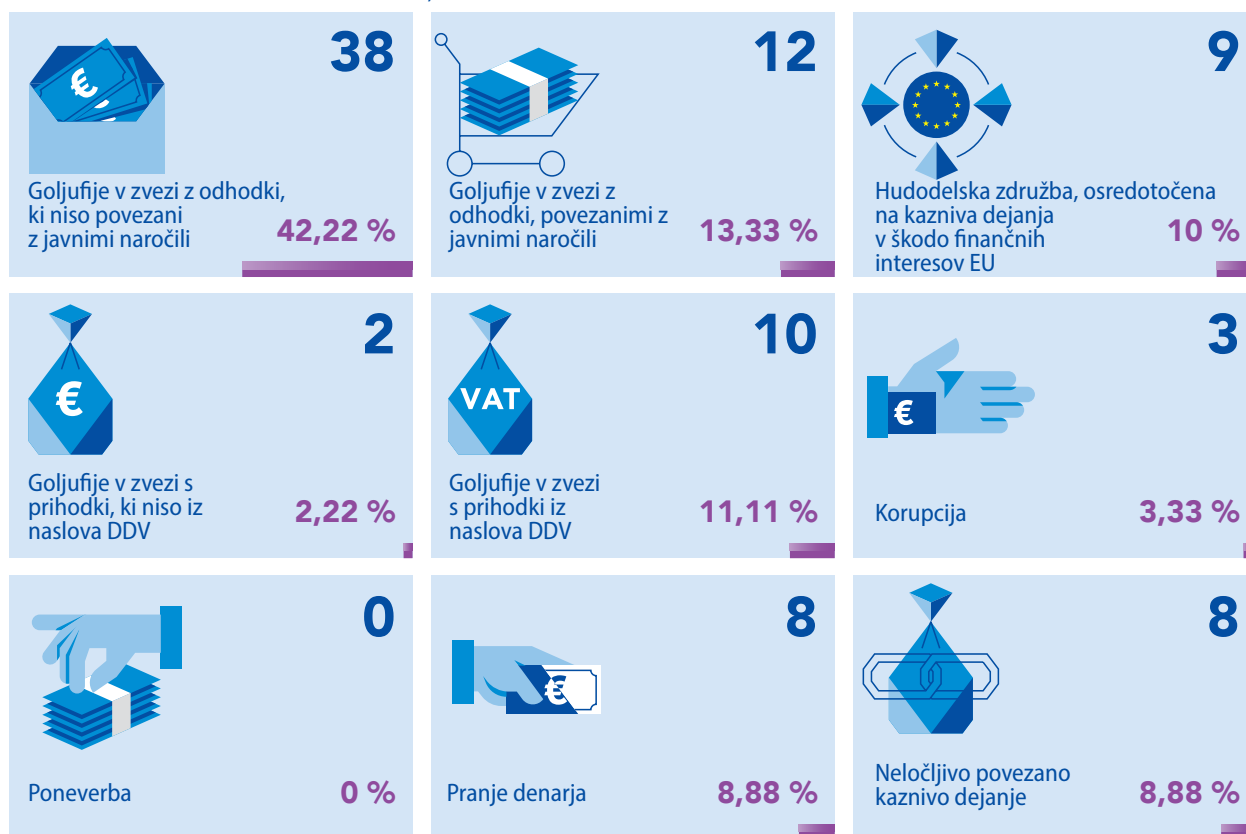 38
€
Goljufije v zvezi z odhodki,
ki niso povezani
z javnimi naročili
42,22 %
12
Goljufije v zvezi z
odhodki, povezanimi z
javnimi naročili
13,33 %
9
Hudodelska združba, osredotočena
na kazniva dejanja
v škodo finančnih
interesov EU
10 %
2
€
Goljufije v zvezi s
prihodki, ki niso iz
naslova DDV
2,22 %
10
VAT
Goljufije v zvezi
s prihodki iz
naslova DDV
11,11 %
3
€
Korupcija
3,33 %
0
Poneverba
0 %
8
€
Pranje denarja
8,88 %
8
Neločljivo povezano
kaznivo dejanje
8,88 %